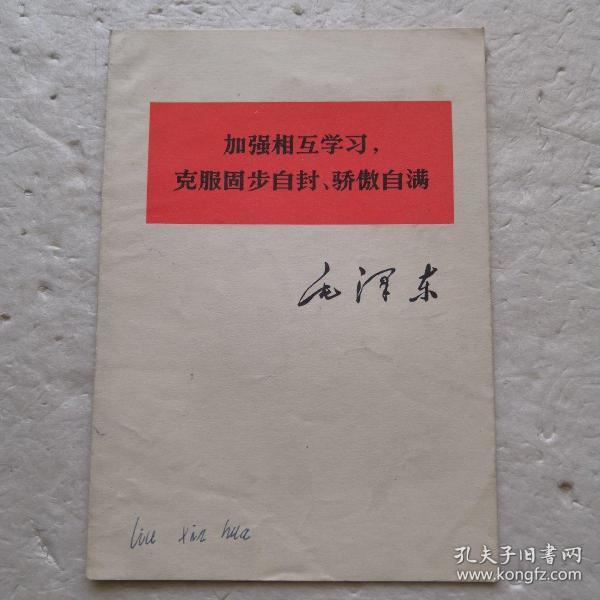 加强相互学习，
克服固步自封、骄傲自满
毛泽东
liu xin hua
孔夫子旧书网
www.kongfz.com